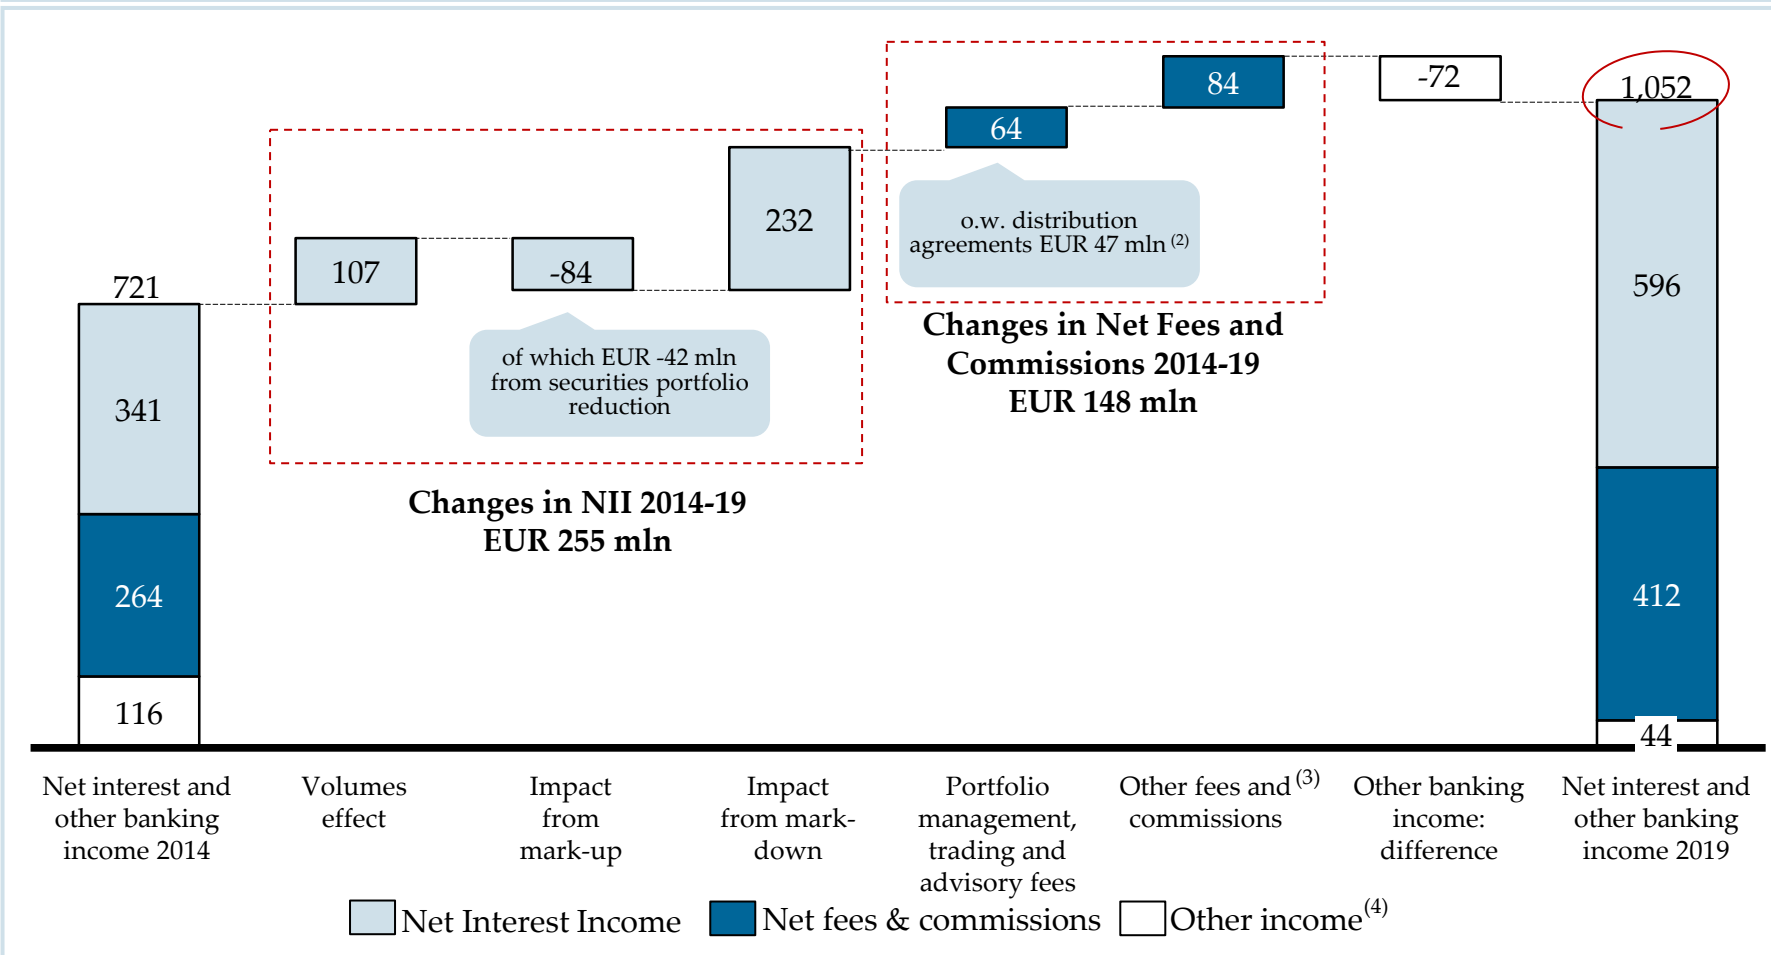 721
341
264
116
107
-84
232
of which EUR -42 mln
from securities portfolio
reduction
Changes in NII 2014-19
EUR 255 mln
64
84
o.w. distribution
agreements EUR 47 mln (2)
Changes in Net Fees and
Commissions 2014-19
EUR 148 mln
-72
1,052
596
412
44
Net interest and
other banking
income 2014
Volumes
effect
Impact
from
mark-up
Impact
from mark-
down
Portfolio
management,
trading and
advisory fees
Other fees and (3)
commissions
Other banking
income:
difference
Net interest and
other banking
income 2019
Net Interest Income
Net fees & commissions
Other income(4)